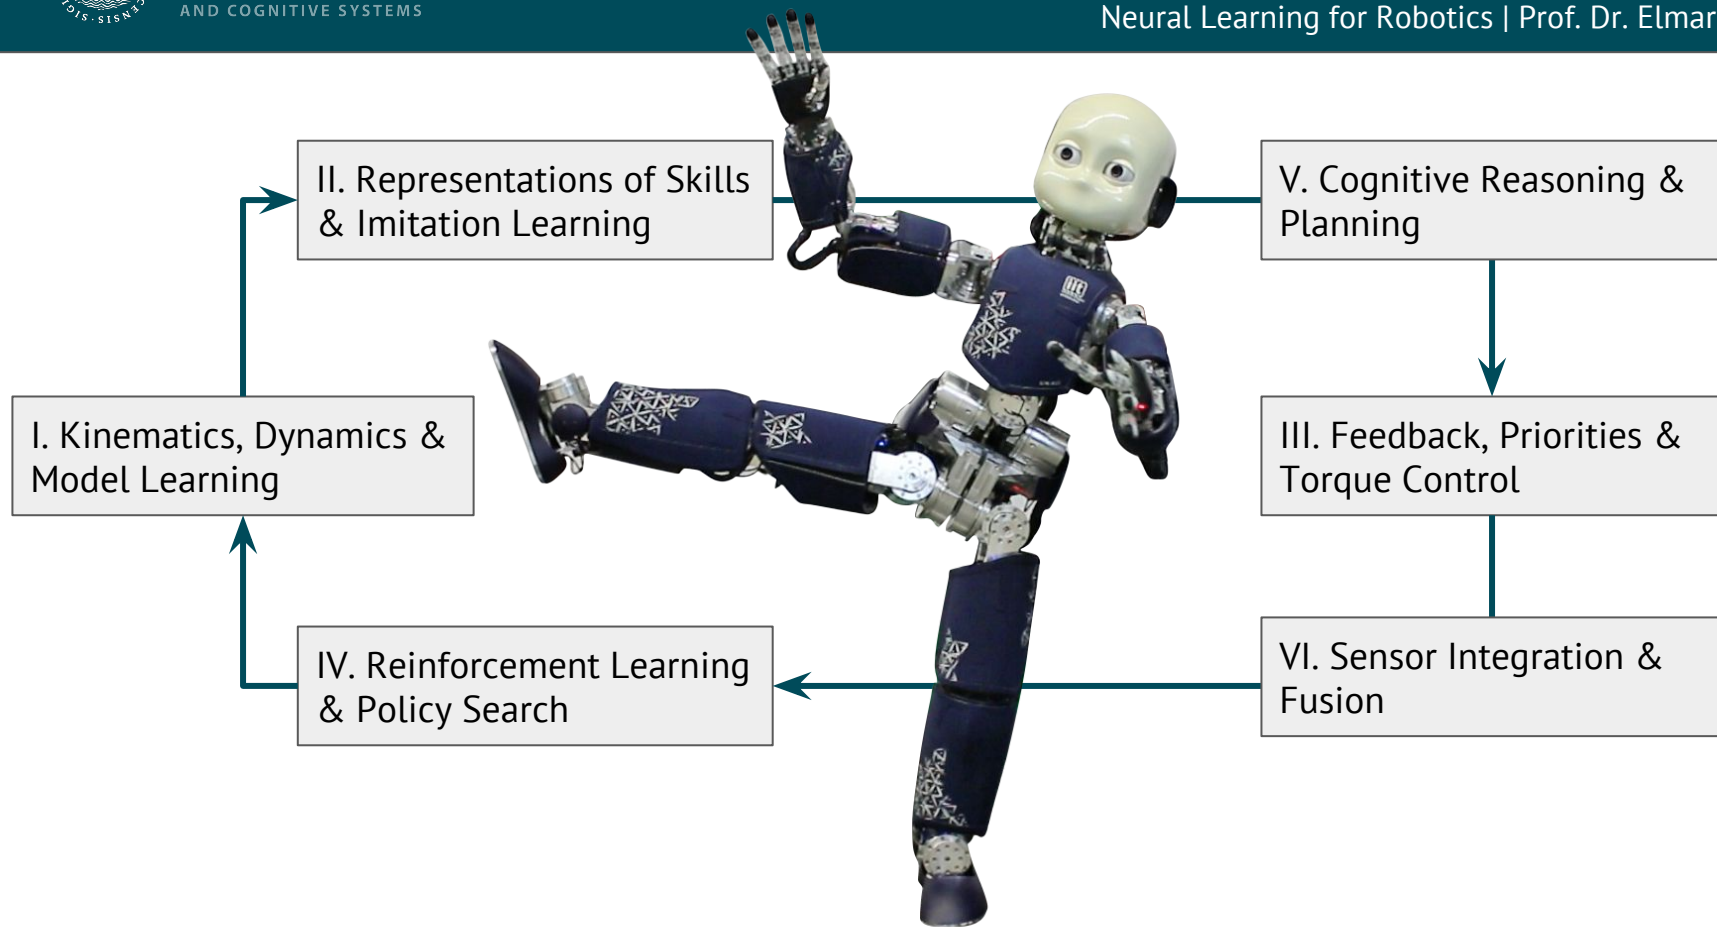 AND COGNITIVE SYSTEMS
Neural Learning for Robotics | Prof. Dr. Elmar
II. Representations of Skills
& Imitation Learning
V. Cognitive Reasoning &
Planning
I. Kinematics, Dynamics &
Model Learning
III. Feedback, Priorities &
Torque Control
IV. Reinforcement Learning
& Policy Search
VI. Sensor Integration &
Fusion